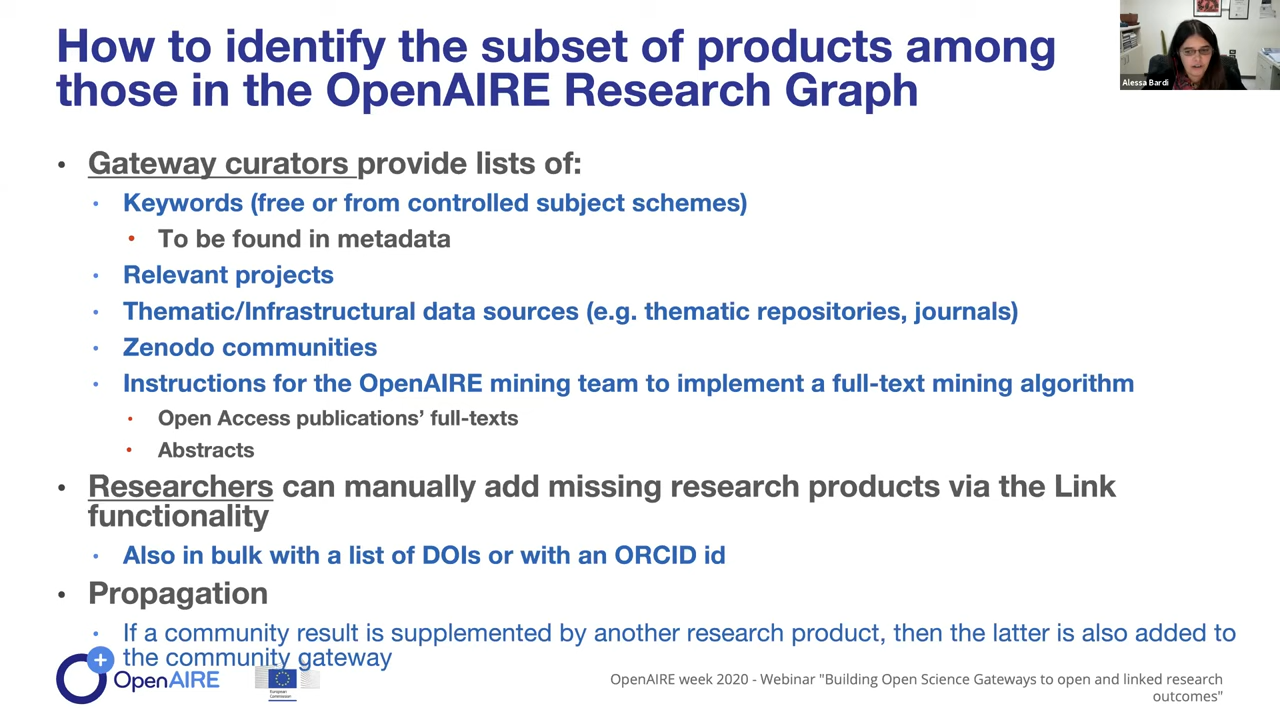 How to identify the subset of products among
those in the OpenAIRE Research Graph
Alessa Bardi
• Gateway curators provide lists of:
• Keywords (free or from controlled subject schemes)
• To be found in metadata
• Relevant projects
• Thematic/Infrastructural data sources (e.g. thematic repositories, journals)
• Zenodo communities
• Instructions for the OpenAIRE mining team to implement a full-text mining algorithm
• Open Access publications’ full-texts
• Abstracts
• Researchers can manually add missing research products via the Link
functionality
• Also in bulk with a list of DOIs or with an ORCID id
• Propagation
• If a community result is supplemented by another research product, then the latter is also added to
the community gateway
OpenAIRE
European
Commission
OpenAIRE week 2020 - Webinar "Building Open Science Gateways to open and linked research
outcomes"